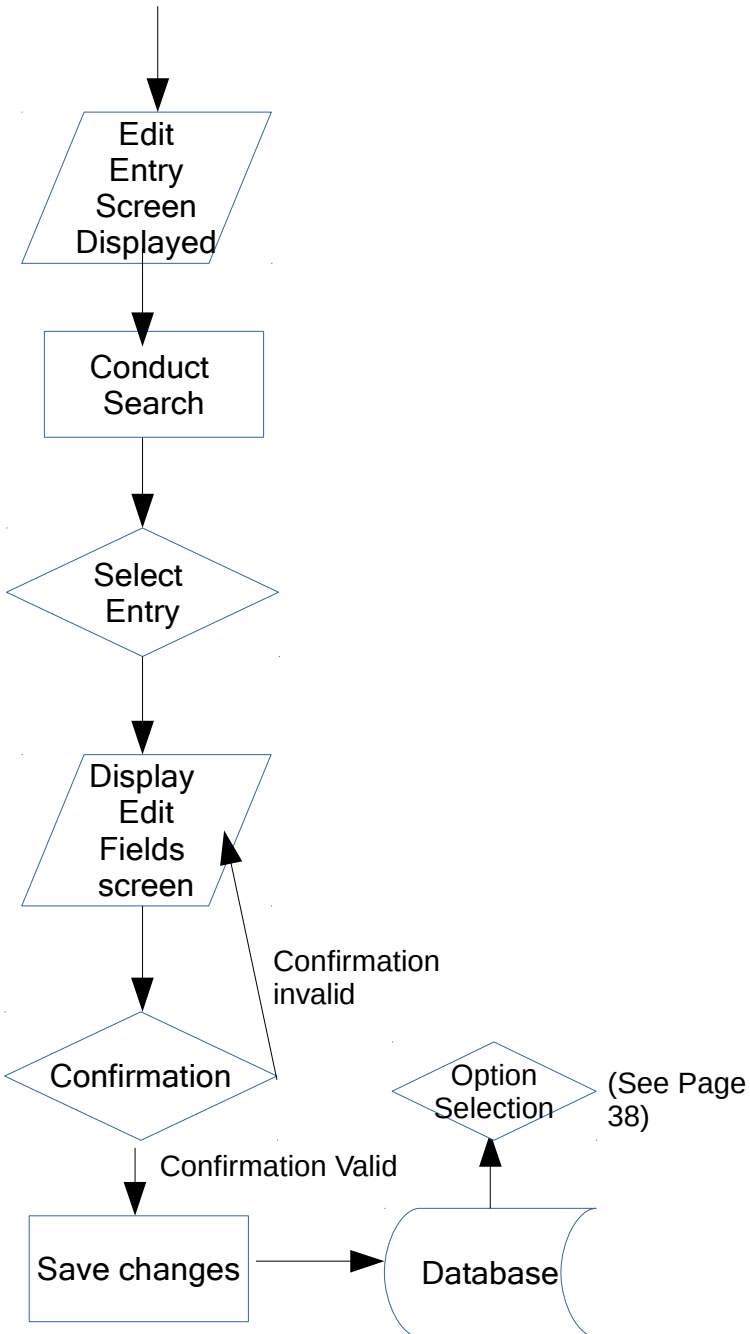 Edit
Entry
Screen
Displayed
Conduct
Search
Select
Entry
Display
Edit
Fields
screen
Confirmation
invalid
Confirmation
Option
Selection
(See Page
38)
Confirmation Valid
Save changes
Database